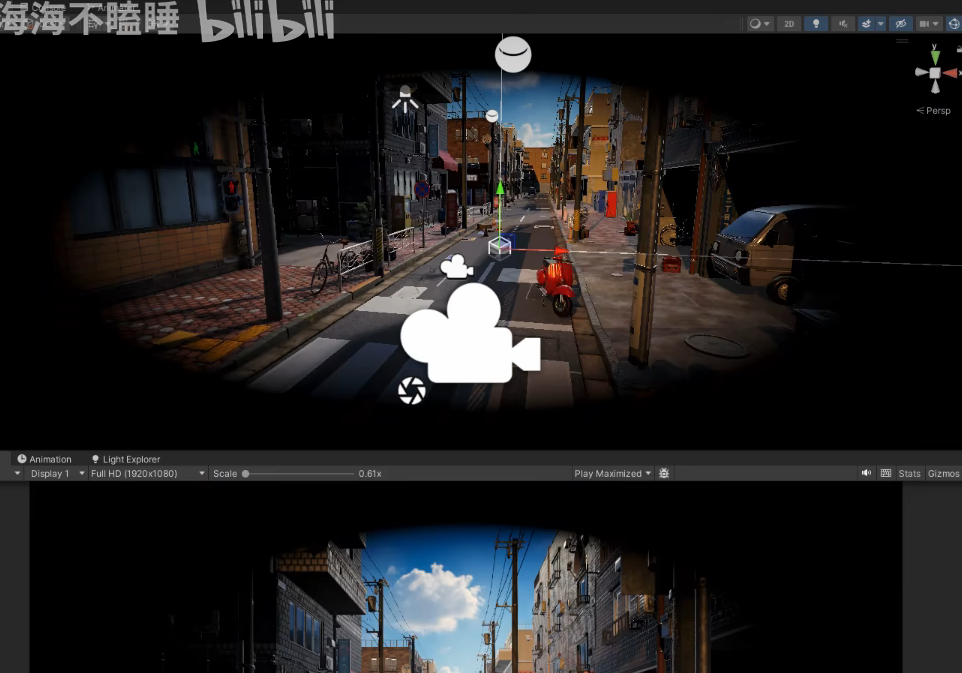 海海不瞌睡 bilibili
2D
y
x
< Persp
Animation Light Explorer
Display 1 Full HD (1920x1080) Scale 0.61x Play Maximized Stats Gizmos